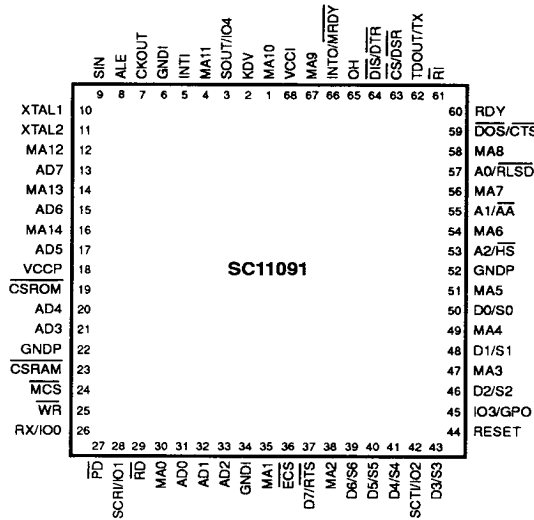 SIN
ALE
CKOUT
GNDI
INTI
MA11
SOUT/IO4
KDV
MA10
VCCI
MA9
INTO/MRDY
OH
DIS/DTR
CS/DSR
TDOUT/TX
RI
9 8 7 6 5 4 3 2 1 68 67 66 65 64 63 62 61
XTAL1 10
XTAL2 11
MA12 12
AD7 13
MA13 14
AD6 15
MA14 16
AD5 17
VCCP 18
CSROM 19
AD4 20
AD3 21
GNDP 22
CSRAM 23
MCS 24
WR 25
RX/IO0 26
SC11091
60 RDY
59 DOS/CTS
58 MA8
57 A0/RLSD
56 MA7
55 A1/AA
54 MA6
53 A2/HS
52 GNDP
51 MA5
50 D0/S0
49 MA4
48 D1/S1
47 MA3
46 D2/S2
45 IO3/GPO
44 RESET
27 28 29 30 31 32 33 34 35 36 37 38 39 40 41 42 43
PD
SCRI/IO1
RD
MA0
AD0
AD1
AD2
GNDI
MA1
ECS
D7/RTS
MA2
D6/S6
D5/S5
D4/S4
SCTI/IO2
D3/S3